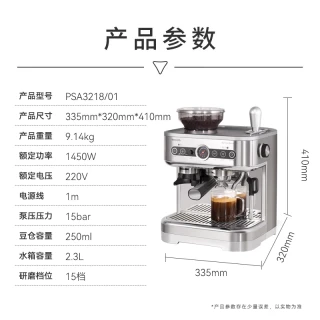 产品参数
产品型号 PSA3218/01
产品尺寸 335mm*320mm*410mm
产品重量 9.14kg
额定功率 1450W
额定电压 220V
电源线 1m
泵压压力 15bar
豆仓容量 250ml
水箱容量 2.3L
研磨档位 15档
410mm
320mm
335mm
*产品参数存在少量误差，以实物为准